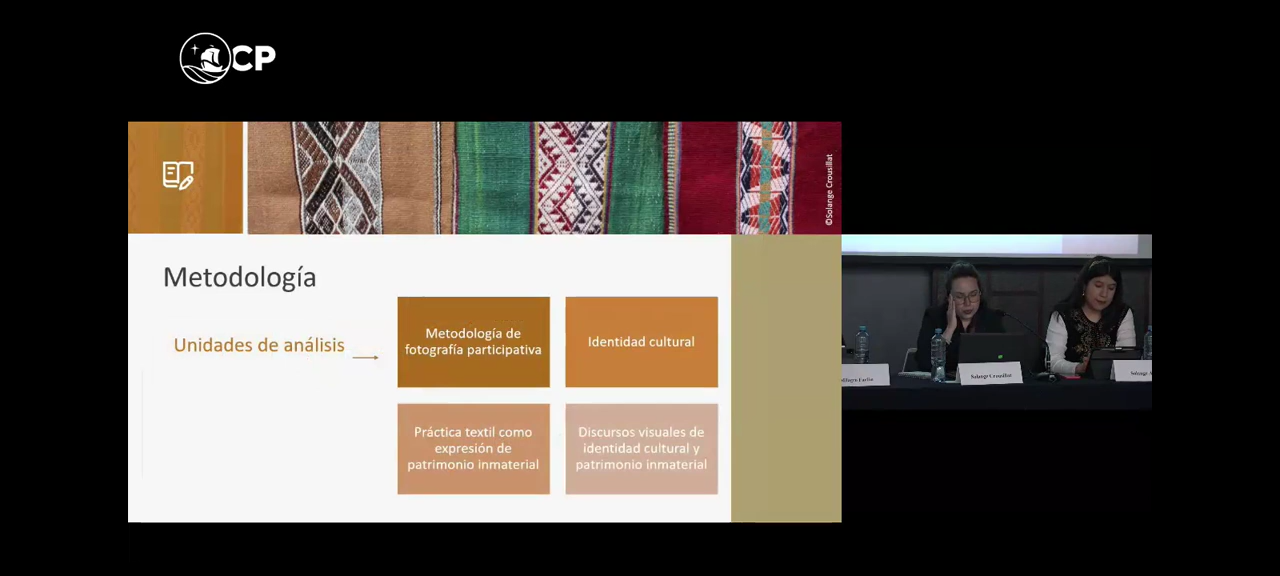 CP
©Solange Crousillat
Metodología
Unidades de análisis
Metodología de
fotografía participativa
Identidad cultural
Práctica textil como
expresión de
patrimonio inmaterial
Discursos visuales de
identidad cultural y
patrimonio inmaterial
Solange Crousillat
Solange